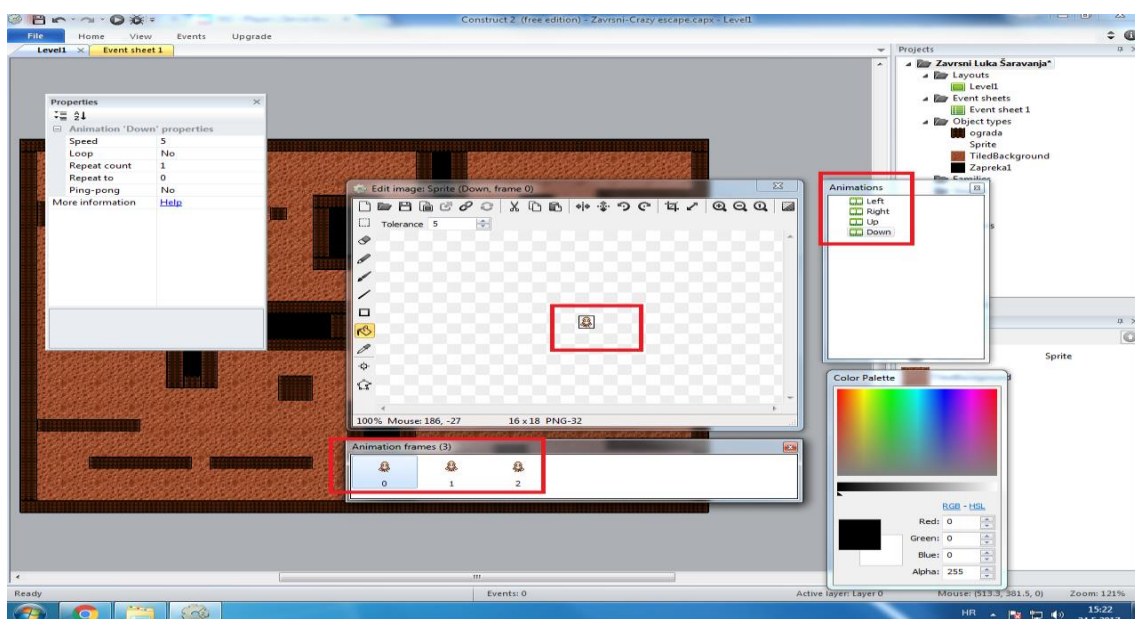 Construct 2 (free edition) - Zavrsni-Crazy escape.capx - Level1
File Home View Events Upgrade
Level1 Event sheet 1
Projects
Zavrsni Luka Šaravanja*
Layouts
Level1
Event sheets
Event sheet 1
Object types
ograda
Sprite
TiledBackground
Zapreka1
Families
Properties
Animation 'Down' properties
Speed 5
Loop No
Repeat count 1
Repeat to 0
Ping-pong No
More information Help
Edit image: Sprite (Down, frame 0)
Tolerance 5
100% Mouse: 186, -27 16 x 18 PNG-32
Animation frames (3)
0 1 2
Animations
Left
Right
Up
Down
Sprite
Color Palette
RGB - HSL
Red: 0
Green: 0
Blue: 0
Alpha: 255
Ready Events: 0 Active layer: Layer 0 Mouse: (513.3, 381.5, 0) Zoom: 121%
HR 15:22